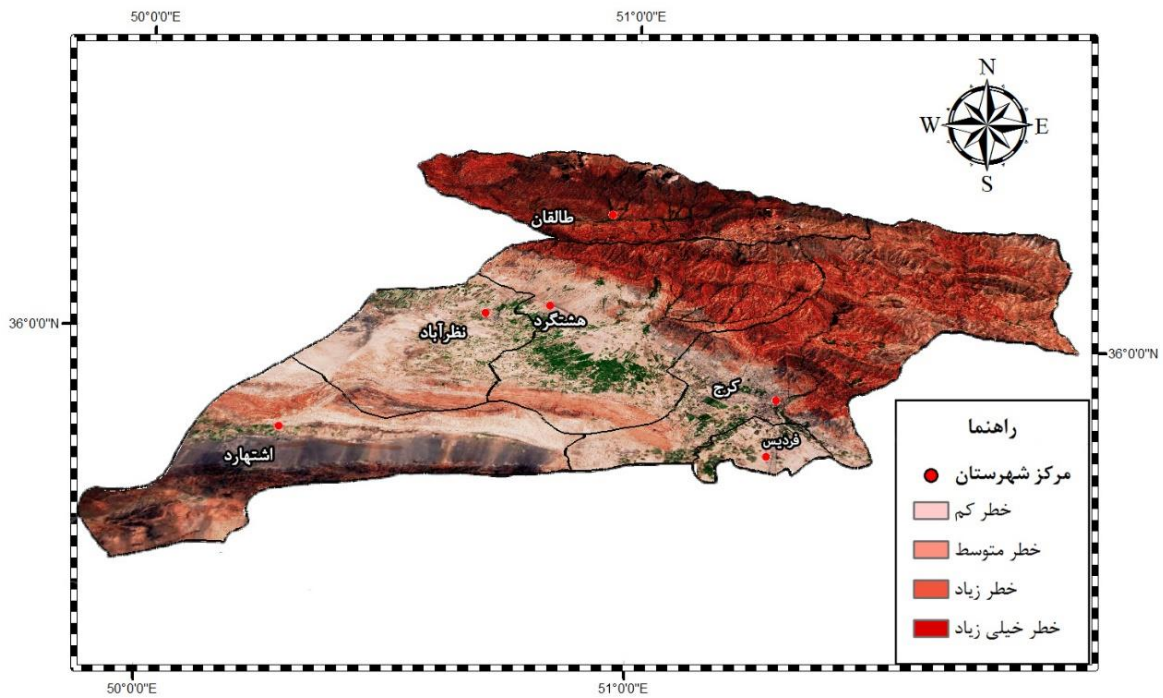 50°0'0"E
51°0'0"E
N
W
E
S
طالقان
36°0'0"N
هشتگرد
نظرآباد
36°0'0"N
کرج
فردیس
اشتهارد
راهنما
مرکز شهرستان
خطر کم
خطر متوسط
خطر زیاد
خطر خیلی زیاد
50°0'0"E
51°0'0"E